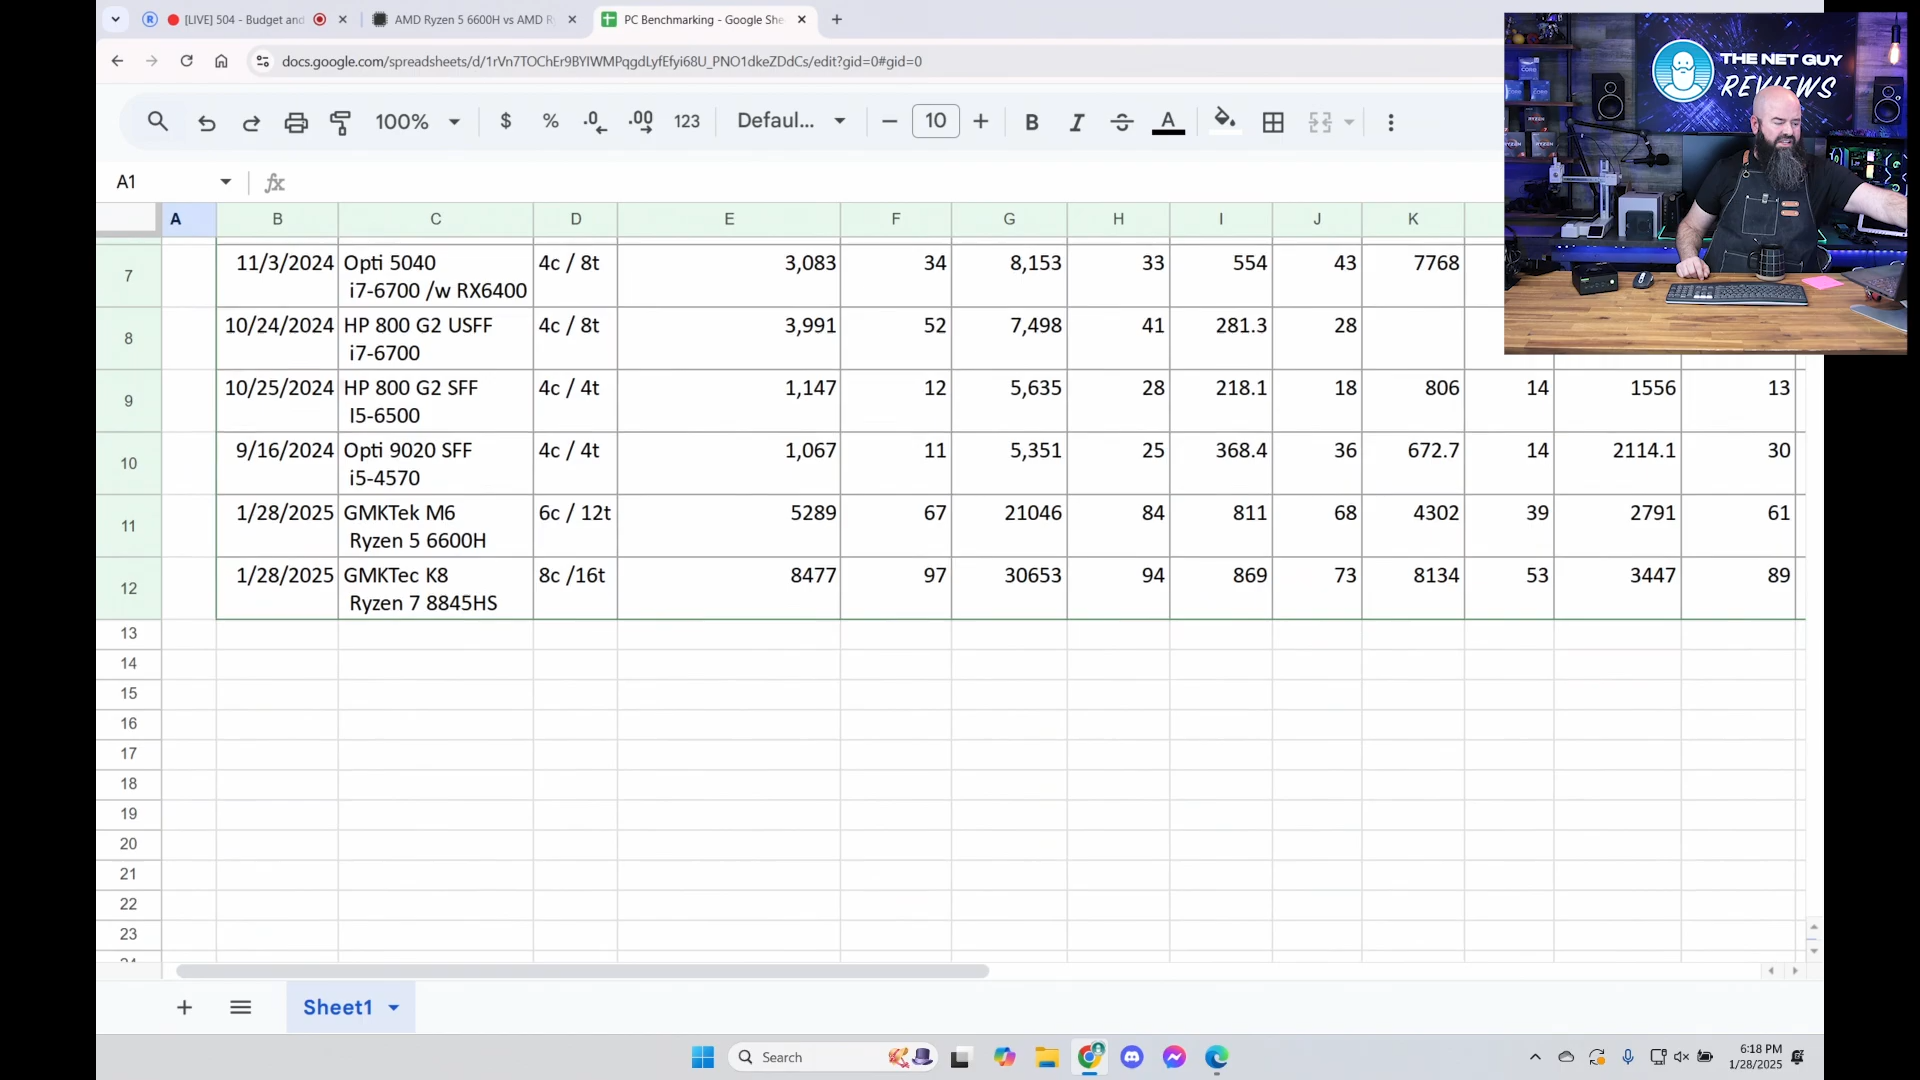 [LIVE] 504 - Budget and
AMD Ryzen 5 6600H vs AMD R
PC Benchmarking - Google She
docs.google.com/spreadsheets/d/1rVn7TOChEr9BYIWMPqgdLyfEfyi68U_PNO1dkeZDdCs/edit?gid=0#gid=0
THE NET GUY
REVIEWS
100% $ % .0 .00 123 Defaul... 10 B I A
A1 fx
A B C D E F G H I J K
7 11/3/2024 Opti 5040 4c / 8t 3,083 34 8,153 33 554 43 7768
i7-6700 /w RX6400
8 10/24/2024 HP 800 G2 USFF 4c / 8t 3,991 52 7,498 41 281.3 28
i7-6700
9 10/25/2024 HP 800 G2 SFF 4c / 4t 1,147 12 5,635 28 218.1 18 806 14 1556 13
I5-6500
10 9/16/2024 Opti 9020 SFF 4c / 4t 1,067 11 5,351 25 368.4 36 672.7 14 2114.1 30
i5-4570
11 1/28/2025 GMKTek M6 6c / 12t 5289 67 21046 84 811 68 4302 39 2791 61
Ryzen 5 6600H
12 1/28/2025 GMKTec K8 8c /16t 8477 97 30653 94 869 73 8134 53 3447 89
Ryzen 7 8845HS
13
14
15
16
17
18
19
20
21
22
23
Sheet1
Search
6:18 PM
1/28/2025